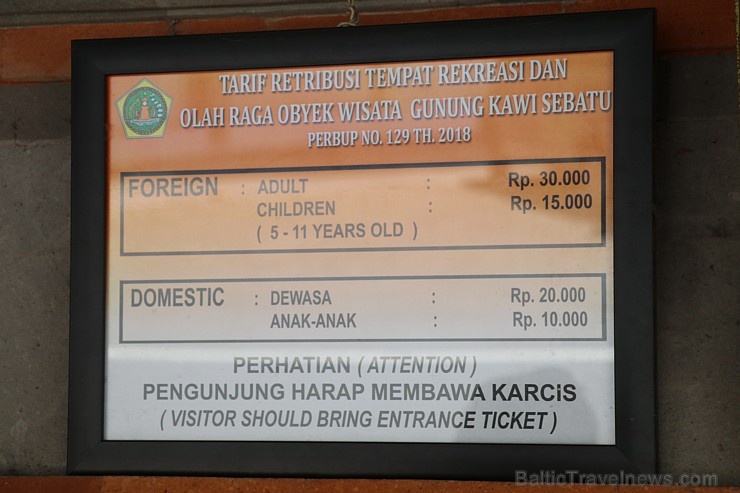 TARIF RETRIBUSI TEMPAT REKREASI DAN
OLAH RAGA OBYEK WISATA GUNUNG KAWI SEBATU
PERBUP NO. 129 TH. 2018
FOREIGN : ADULT : Rp. 30.000
CHILDREN : Rp. 15.000
( 5 - 11 YEARS OLD )
DOMESTIC : DEWASA : Rp. 20.000
ANAK-ANAK : Rp. 10.000
PERHATIAN ( ATTENTION )
PENGUNJUNG HARAP MEMBAWA KARCiS
( VISITOR SHOULD BRING ENTRANCE TICKET )
BalticTravelnews.com